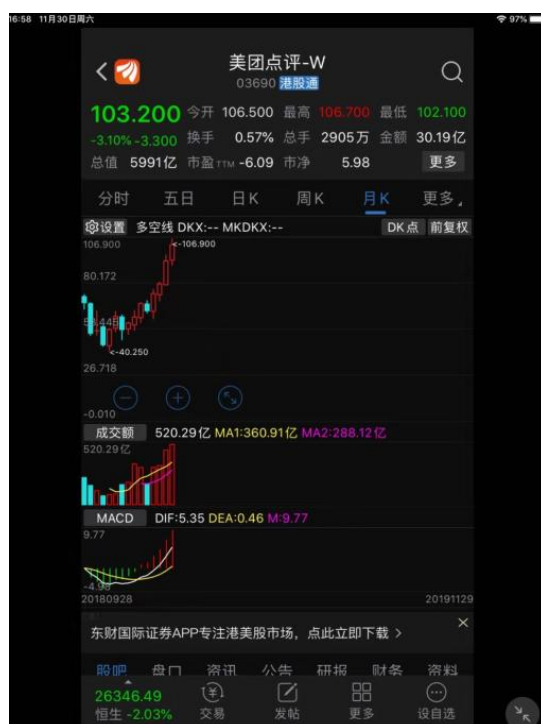 16:58 11月30日周六 97%
美团点评-W
03690 港股通
103.200 今开 106.500 最高 106.700 最低 102.100
-3.10% -3.300 换手 0.57% 总手 2905万 金额 30.19亿
总值 5991亿 市盈TTM -6.09 市净 5.98 更多
分时 五日 日K 周K 月K 更多
设置 多空线 DKX:-- MKDKX:-- DK点 前复权
106.900 <-106.900
80.172
<-40.250
26.718
-0.010
成交额 520.29亿 MA1:360.91亿 MA2:288.12亿
520.29亿
MACD DIF:5.35 DEA:0.46 M:9.77
9.77
-4.98
20180928 20191129
东财国际证券APP专注港美股市场，点此立即下载 >
股吧 盘口 资讯 公告 研报 财务 资料
26346.49
恒生 -2.03% 交易 发帖 更多 设自选